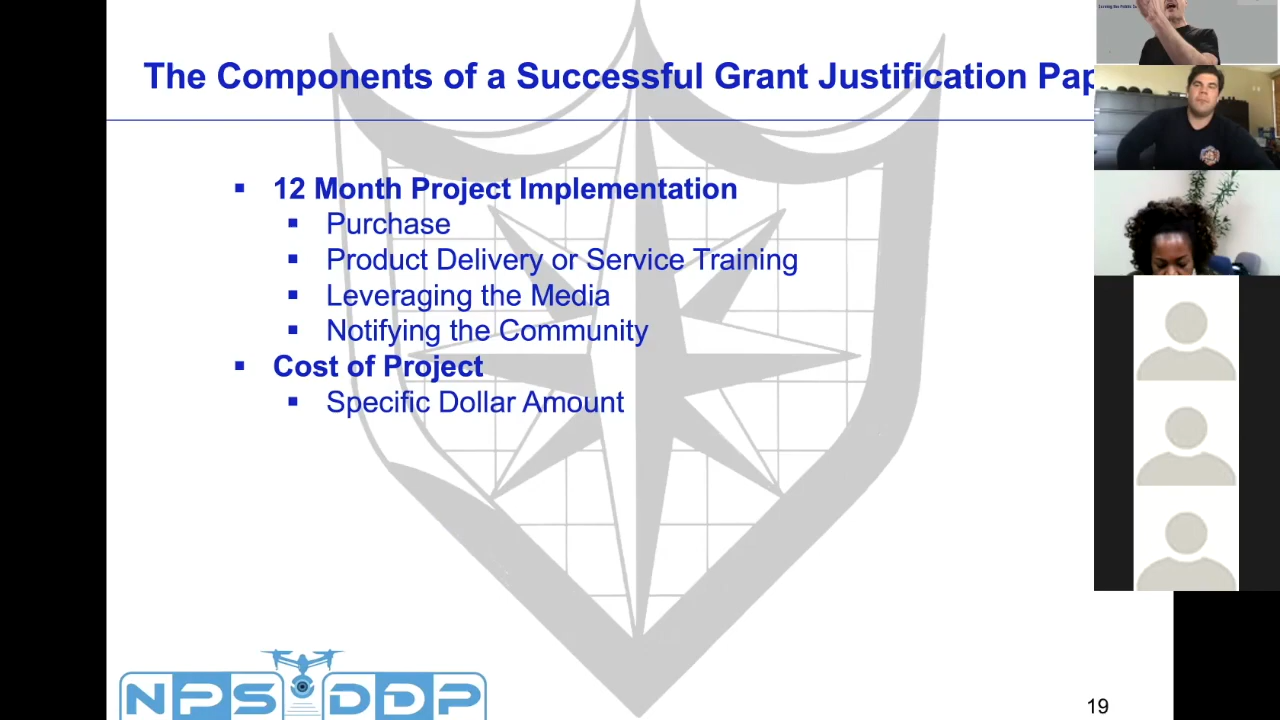 The Components of a Successful Grant Justification Pap
▪ 12 Month Project Implementation
▪ Purchase
▪ Product Delivery or Service Training
▪ Leveraging the Media
▪ Notifying the Community
▪ Cost of Project
▪ Specific Dollar Amount
NPS DDP
19